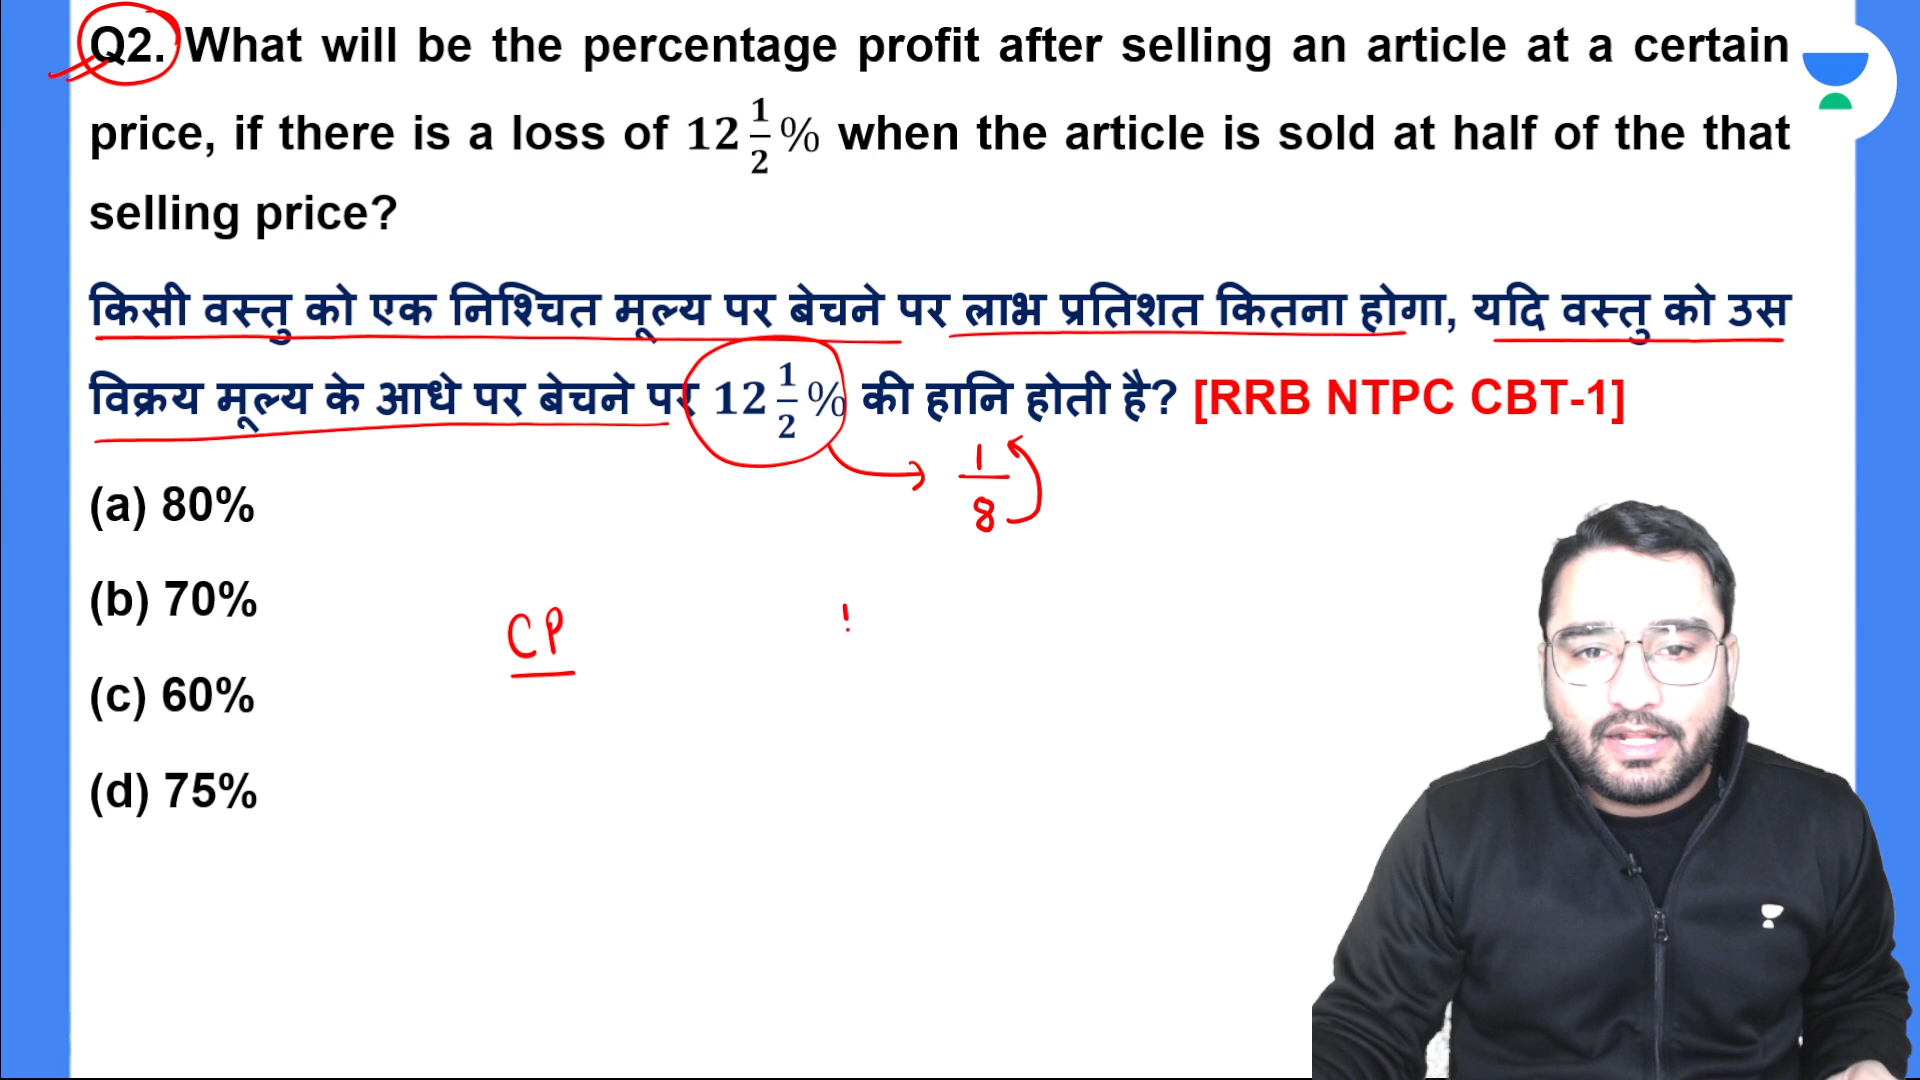 Q2. What will be the percentage profit after selling an article at a certain
price, if there is a loss of 12 1/2 % when the article is sold at half of the that
selling price?
किसी वस्तु को एक निश्चित मूल्य पर बेचने पर लाभ प्रतिशत कितना होगा, यदि वस्तु को उस
विक्रय मूल्य के आधे पर बेचने पर 12 1/2 % की हानि होती है? [RRB NTPC CBT-1]
1/8
(a) 80%
(b) 70%
CP
(c) 60%
(d) 75%